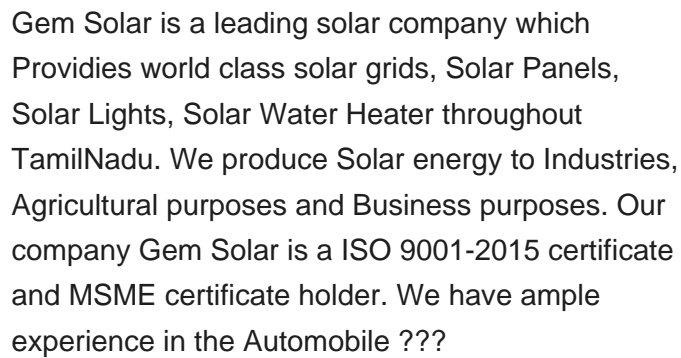 Gem Solar is a leading solar company which
Providies world class solar grids, Solar Panels,
Solar Lights, Solar Water Heater throughout
TamilNadu. We produce Solar energy to Industries,
Agricultural purposes and Business purposes. Our
company Gem Solar is a ISO 9001-2015 certificate
and MSME certificate holder. We have ample
experience in the Automobile ???